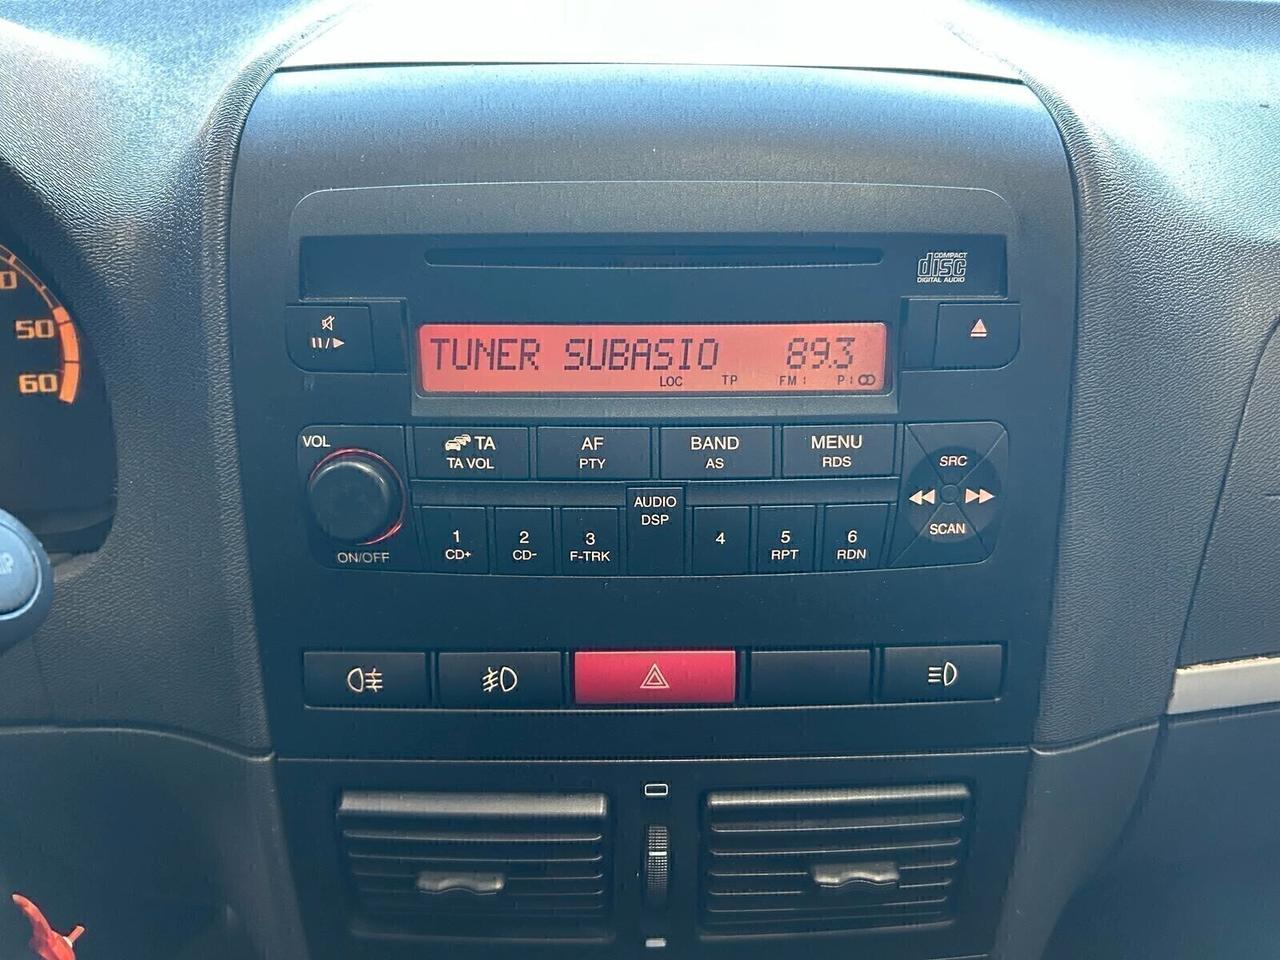 COMPACT
disc
DIGITAL AUDIO
50
60
TUNER SUBASIO 89.3
LOC TP FM P
VOL
TA
TA VOL
AF
PTY
BAND
AS
MENU
RDS
SRC
SCAN
AUDIO
DSP
1
CD+
2
CD-
3
F-TRK
4
5
RPT
6
RDN
ON/OFF